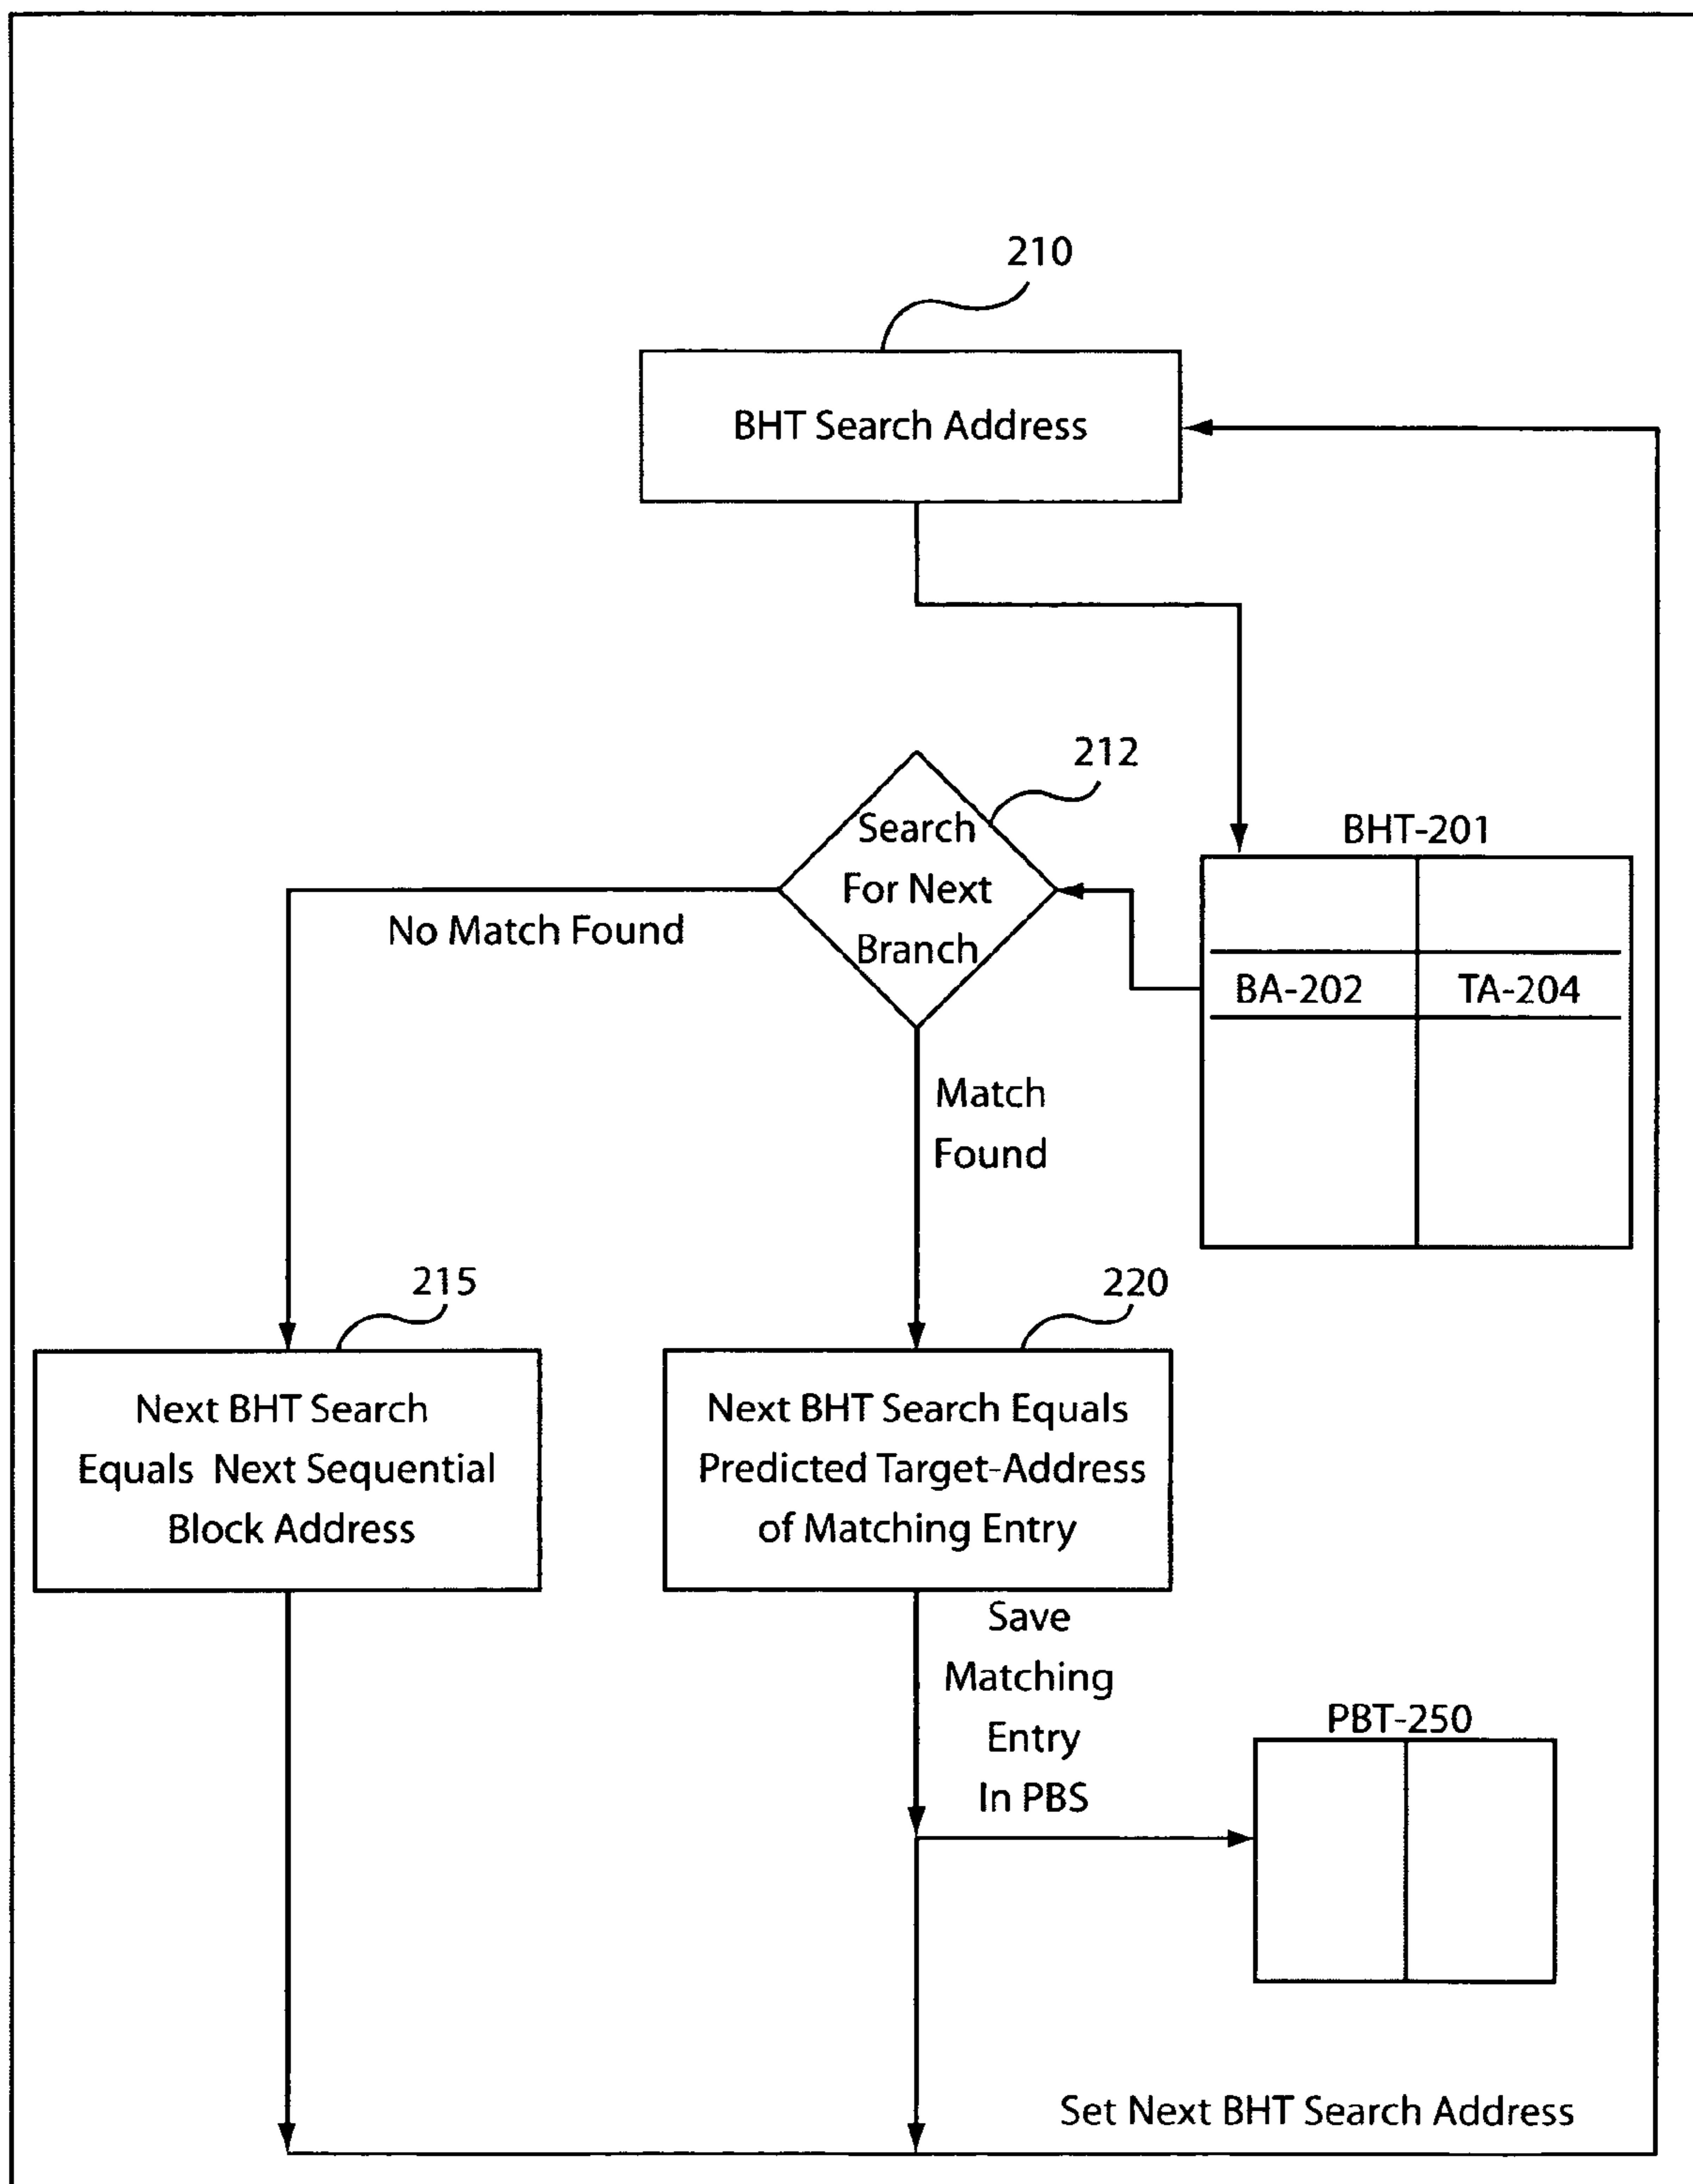 210
BHT Search Address
212
Search
For Next
Branch
BHT-201
No Match Found
BA-202
TA-204
Match
Found
215
220
Next BHT Search
Equals Next Sequential
Block Address
Next BHT Search Equals
Predicted Target-Address
of Matching Entry
Save
Matching
Entry
In PBS
PBT-250
Set Next BHT Search Address